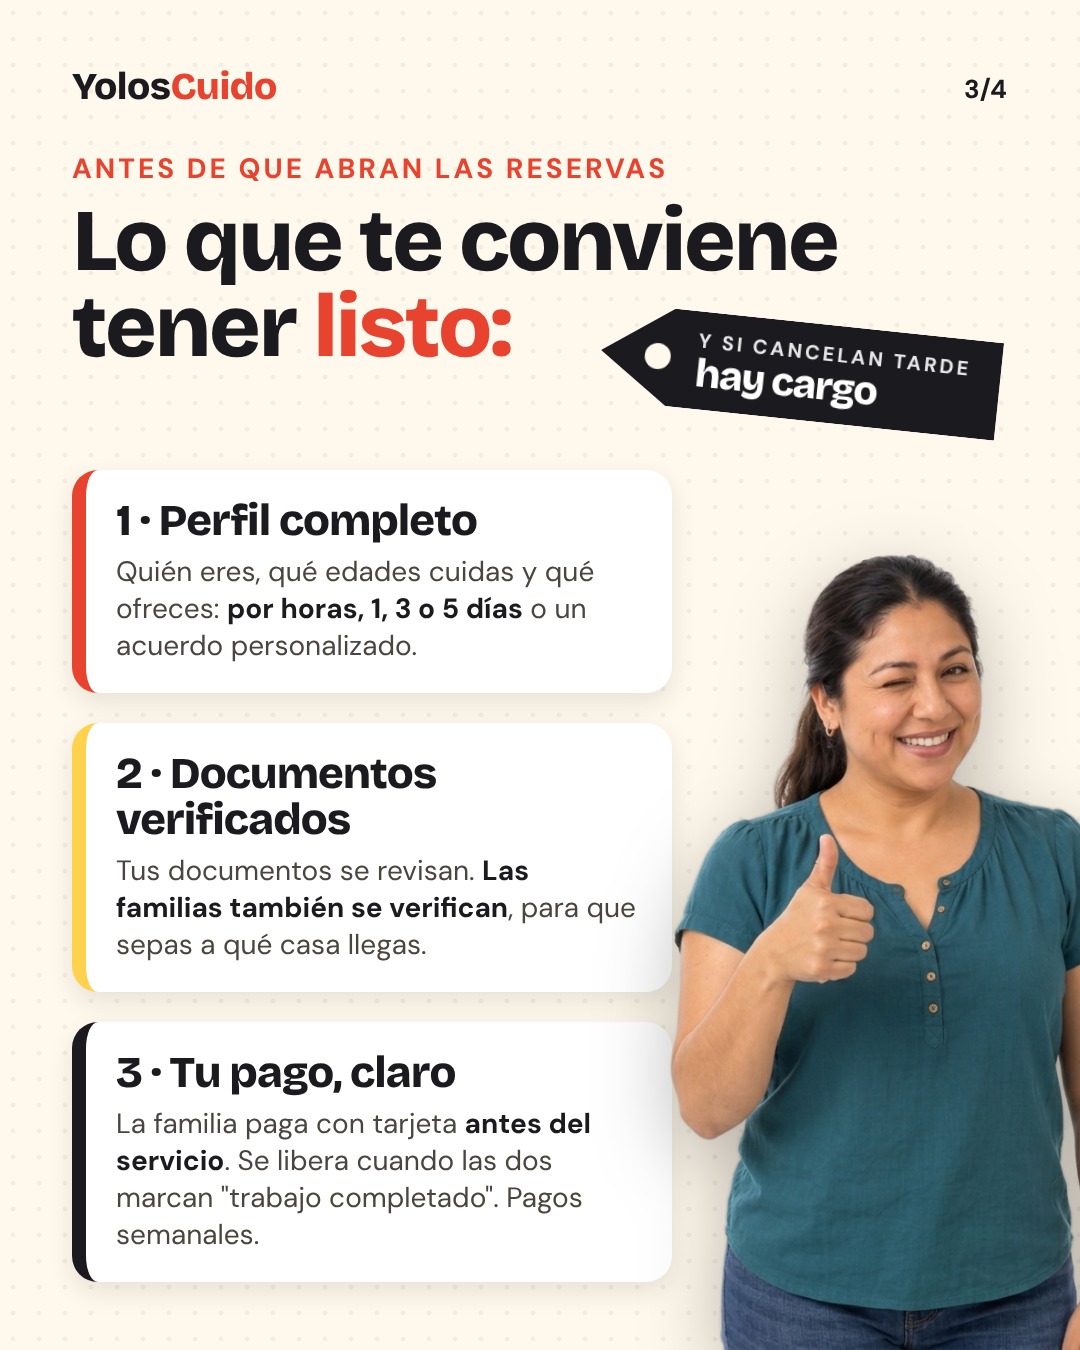 YolosCuido
3/4
ANTES DE QUE ABRAN LAS RESERVAS
Lo que te conviene
tener listo:
Y SI CANCELAN TARDE
hay cargo
1 · Perfil completo
Quién eres, qué edades cuidas y qué
ofreces: por horas, 1, 3 o 5 días o un
acuerdo personalizado.
2 · Documentos
verificados
Tus documentos se revisan. Las
familias también se verifican, para que
sepas a qué casa llegas.
3 · Tu pago, claro
La familia paga con tarjeta antes del
servicio. Se libera cuando las dos
marcan "trabajo completado". Pagos
semanales.